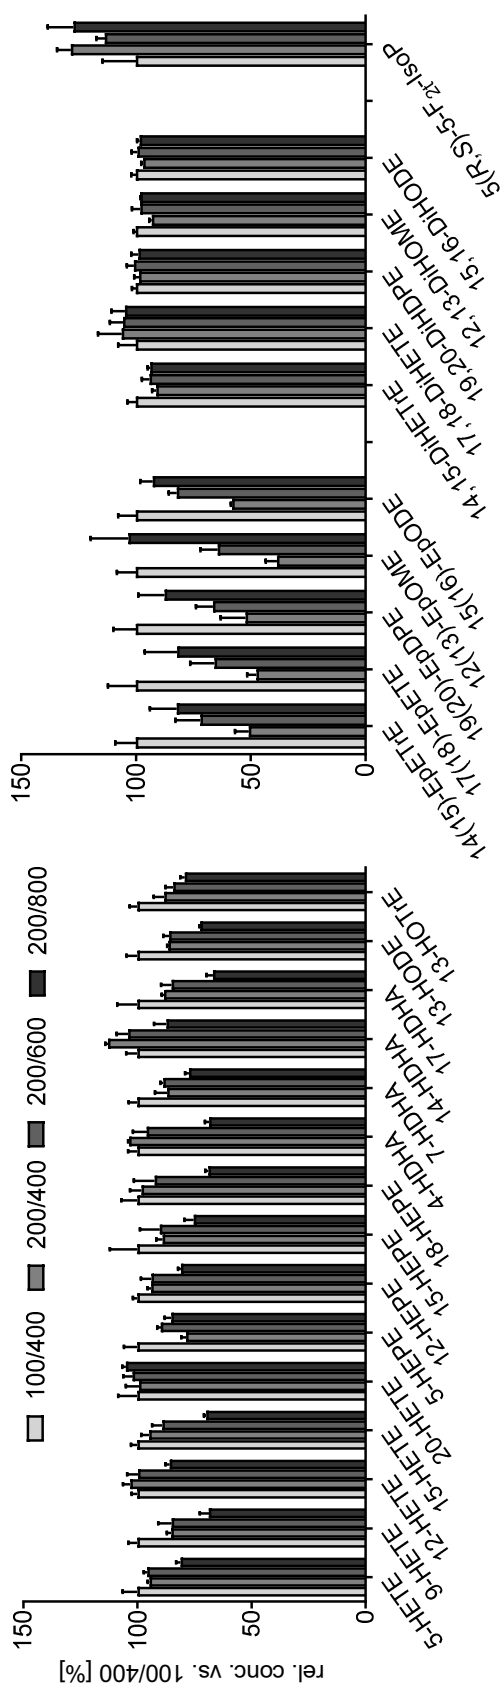 100/400 200/400 200/600 200/800
rel. conc. vs. 100/400 [%]
150
100
50
0
5-HETE
9-HETE
12-HETE
15-HETE
20-HETE
5-HEPE
12-HEPE
15-HEPE
18-HEPE
4-HDHA
7-HDHA
14-HDHA
17-HDHA
13-HODE
13-HOTrE
150
100
50
0
14(15)-EpETrE
17(18)-EpETE
19(20)-EpDPE
12(13)-EpOME
15(16)-EpODE
14,15-DiHETrE
17,18-DiHETE
19,20-DiHDPE
12,13-DiHOME
15,16-DiHODE
5(R,S)-5-F2t-IsoP